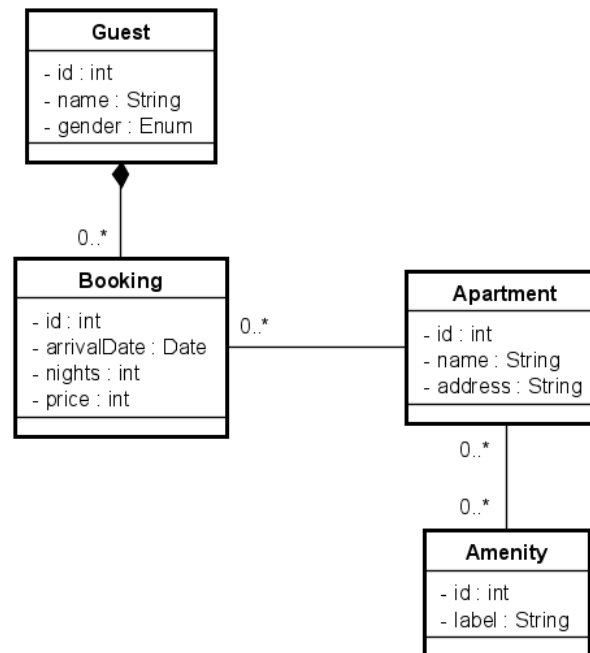 Guest
- id : int
- name : String
- gender : Enum
0..*
Booking
- id : int
- arrivalDate : Date
- nights : int
- price : int
0..*
Apartment
- id : int
- name : String
- address : String
0..*
0..*
Amenity
- id : int
- label : String